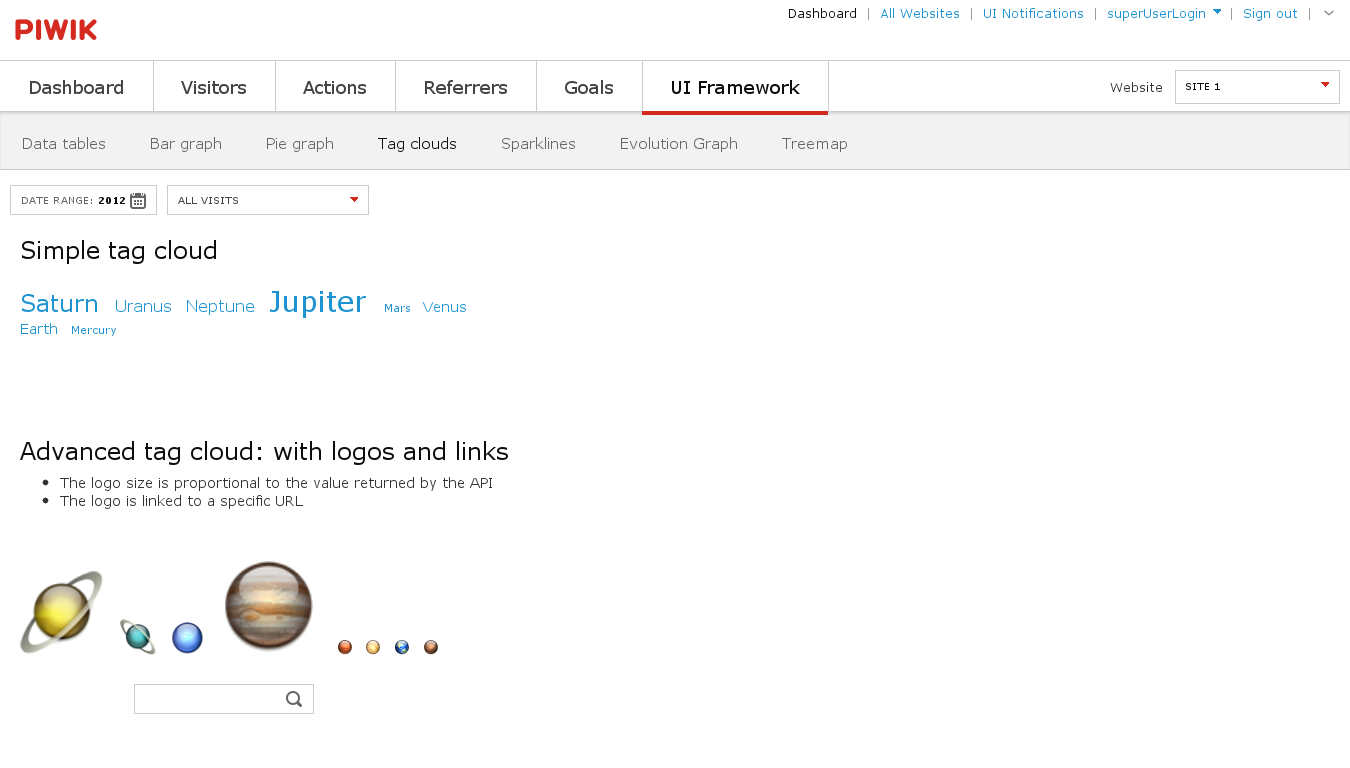 PIWIK
Dashboard | All Websites | UI Notifications | superUserLogin | Sign out |
Dashboard Visitors Actions Referrers Goals UI Framework Website SITE 1
Data tables Bar graph Pie graph Tag clouds Sparklines Evolution Graph Treemap
DATE RANGE: 2012 ALL VISITS
Simple tag cloud
Saturn Uranus Neptune Jupiter Mars Venus
Earth Mercury
Advanced tag cloud: with logos and links
• The logo size is proportional to the value returned by the API
• The logo is linked to a specific URL